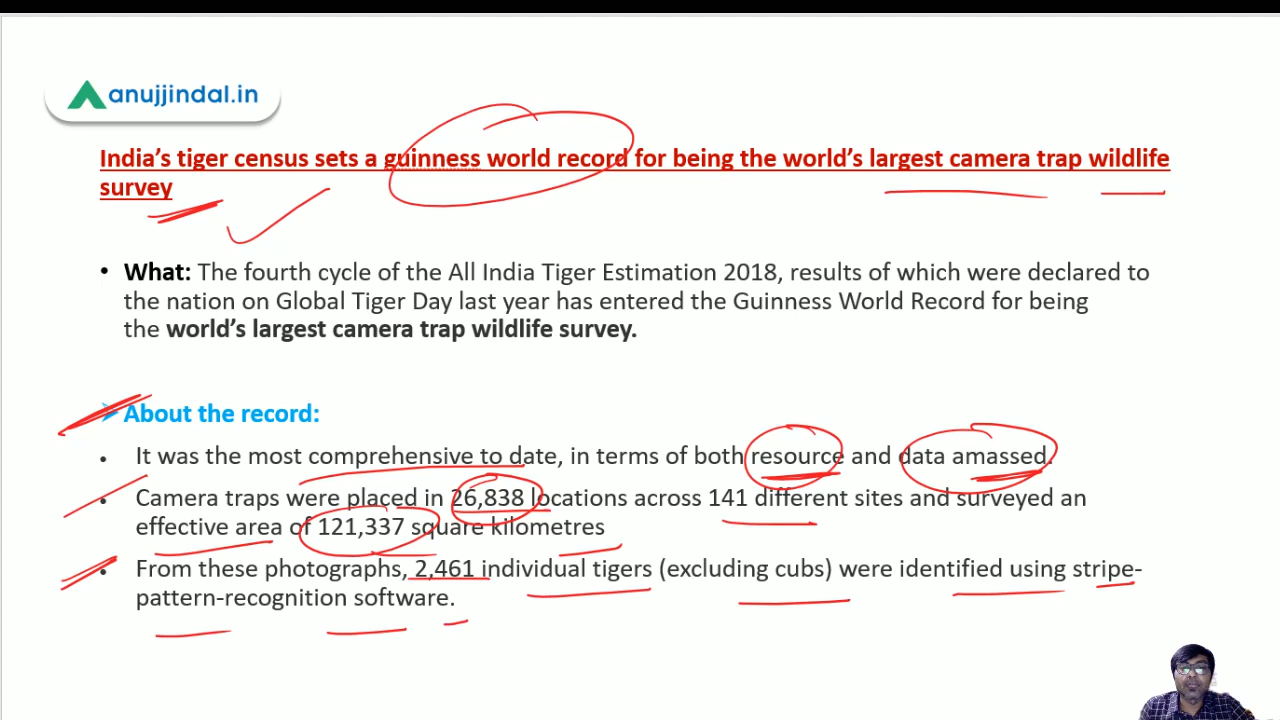 anujjindal.in
India's tiger census sets a guinness world record for being the world's largest camera trap wildlife
survey
• What: The fourth cycle of the All India Tiger Estimation 2018, results of which were declared to
the nation on Global Tiger Day last year has entered the Guinness World Record for being
the world's largest camera trap wildlife survey.
➢ About the record:
• It was the most comprehensive to date, in terms of both resource and data amassed.
• Camera traps were placed in 26,838 locations across 141 different sites and surveyed an
effective area of 121,337 square kilometres
• From these photographs, 2,461 individual tigers (excluding cubs) were identified using stripe-
pattern-recognition software.